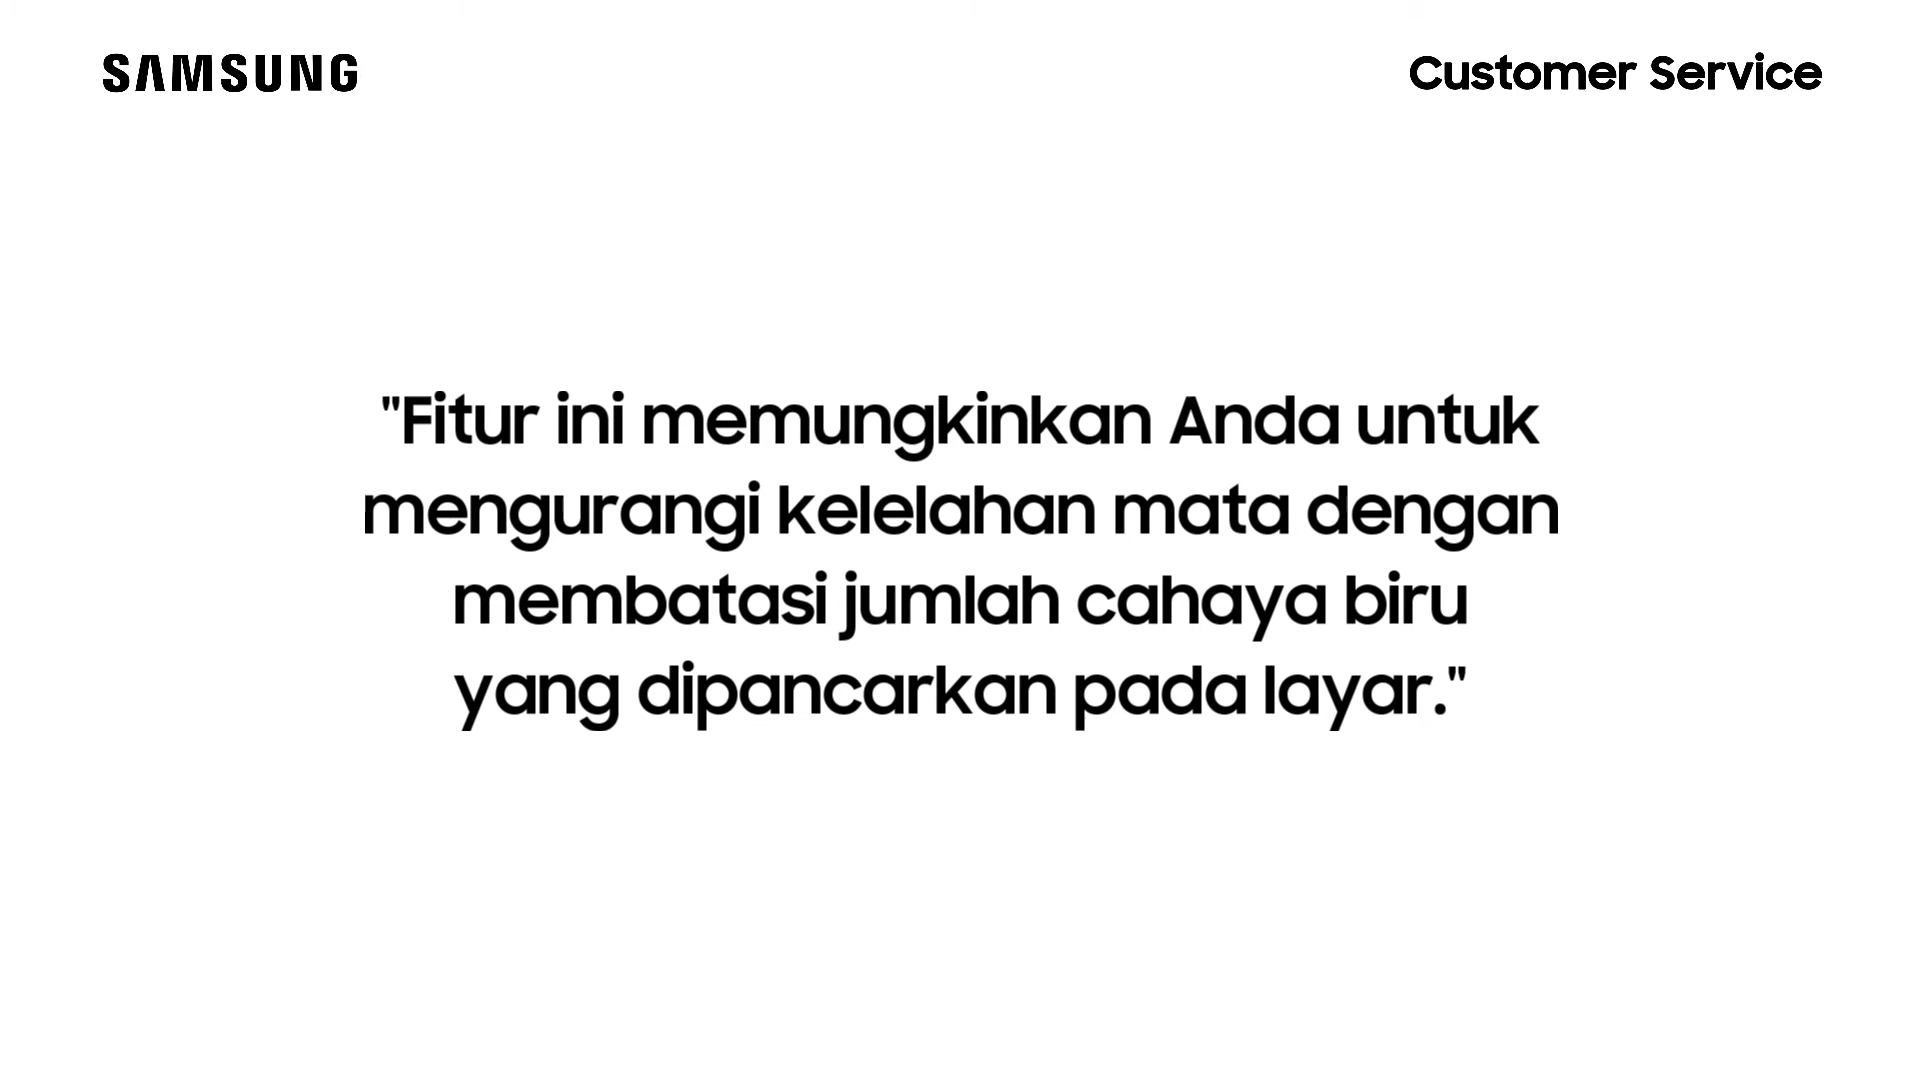 SAMSUNG
Customer Service
"Fitur ini memungkinkan Anda untuk
mengurangi kelelahan mata dengan
membatasi jumlah cahaya biru
yang dipancarkan pada layar."